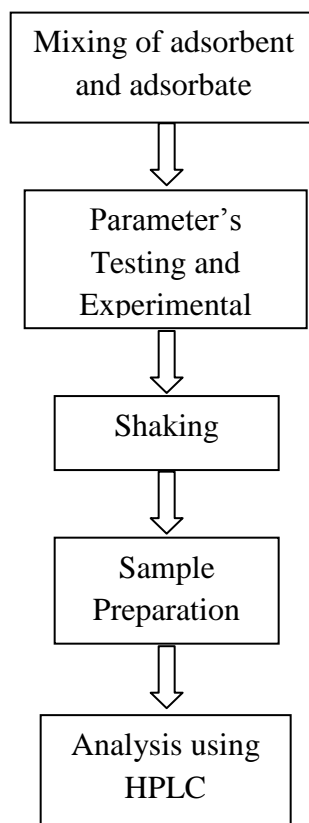 Mixing of adsorbent
and adsorbate
Parameter’s
Testing and
Experimental
Shaking
Sample
Preparation
Analysis using
HPLC